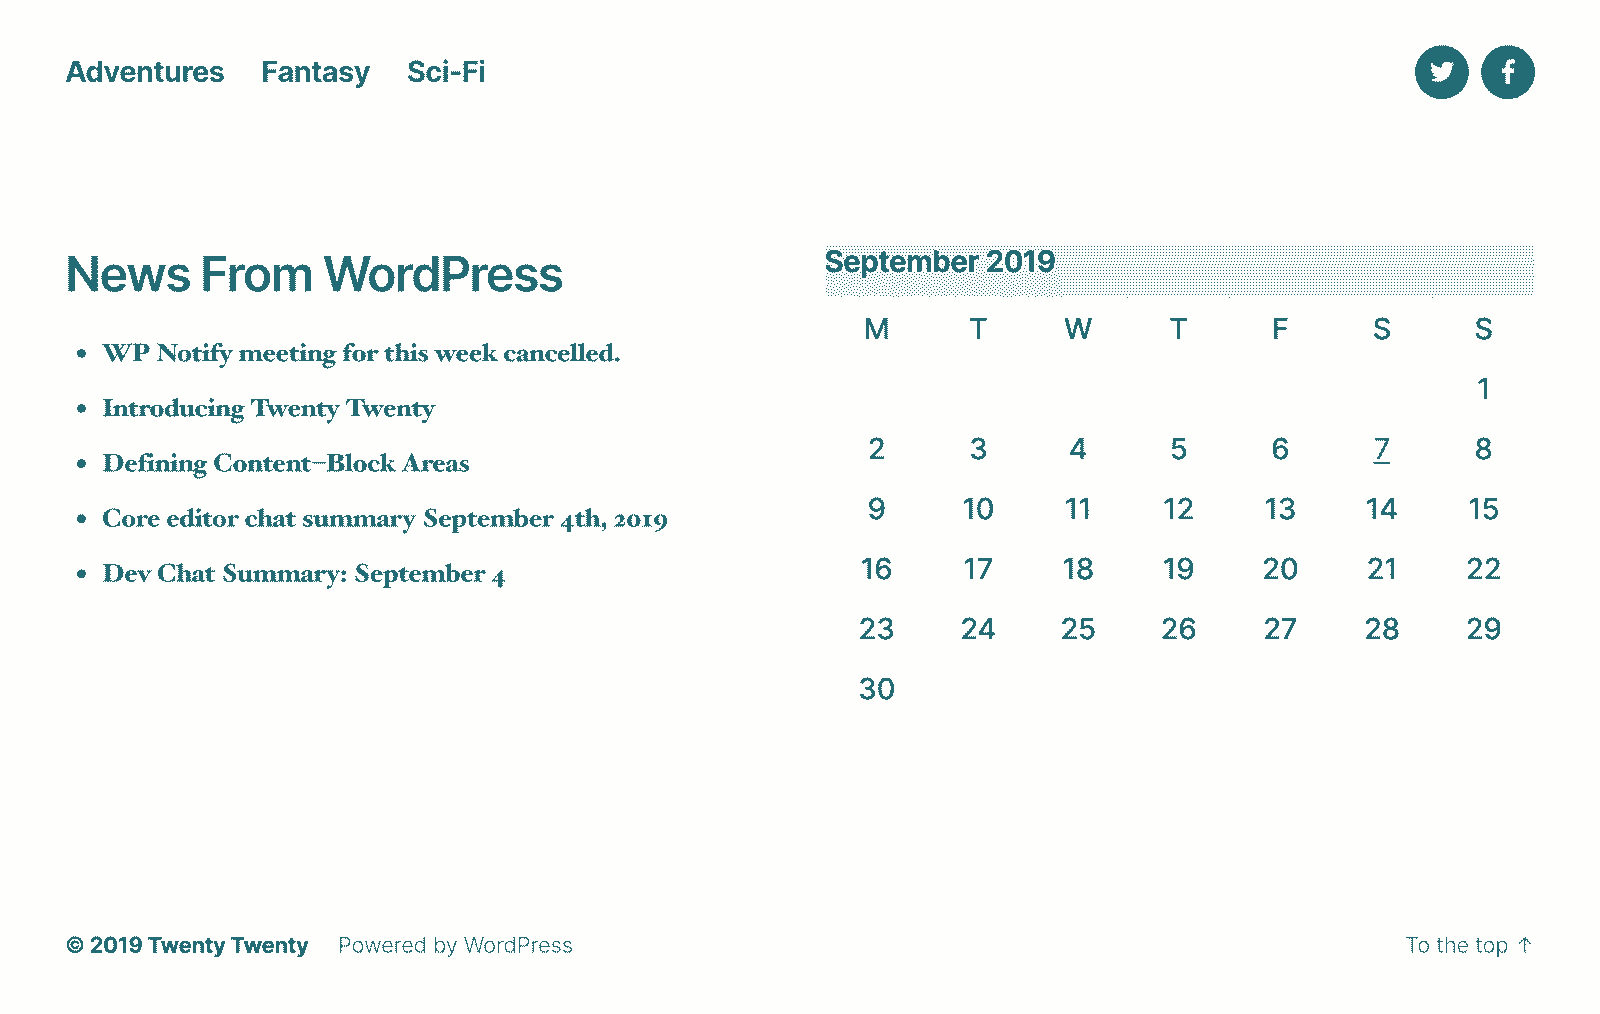 Adventures Fantasy Sci-Fi
News From WordPress
• WP Notify meeting for this week cancelled.
• Introducing Twenty Twenty
• Defining Content-Block Areas
• Core editor chat summary September 4th, 2019
• Dev Chat Summary: September 4
September 2019
M T W T F S S
1
2 3 4 5 6 7 8
9 10 11 12 13 14 15
16 17 18 19 20 21 22
23 24 25 26 27 28 29
30
© 2019 Twenty Twenty Powered by WordPress
To the top ↑